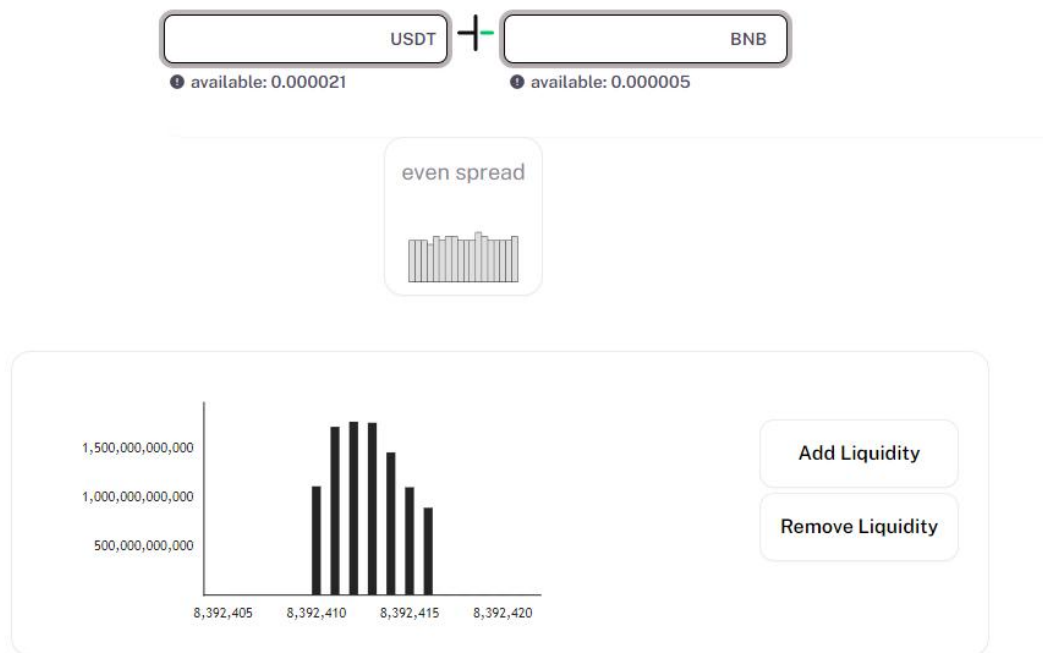 USDT
BNB
available: 0.000021
available: 0.000005
even spread
1,500,000,000,000
1,000,000,000,000
500,000,000,000
8,392,405
8,392,410
8,392,415
8,392,420
Add Liquidity
Remove Liquidity